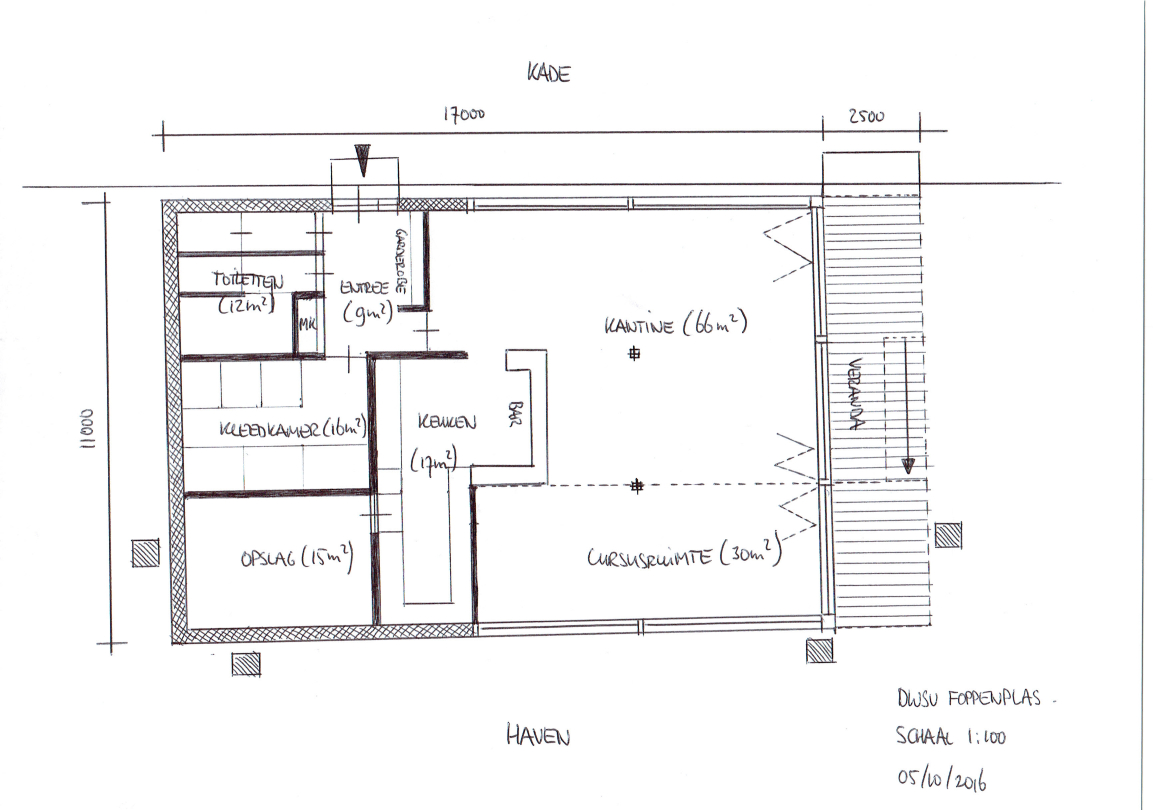 KADE
17000
2500
GARDEROBE
TOILETTEN
(12m²)
ENTREE
(9m²)
MK
KANTINE (66m²)
VERANDA
11000
KLEEDKAMER (16m²)
KEUKEN
(17m²)
BAR
OPSLAG (15m²)
CURSUSRUIMTE (30m²)
HAVEN
DWSV FOPPENPLAS -
SCHAAL 1:100
05/10/2016